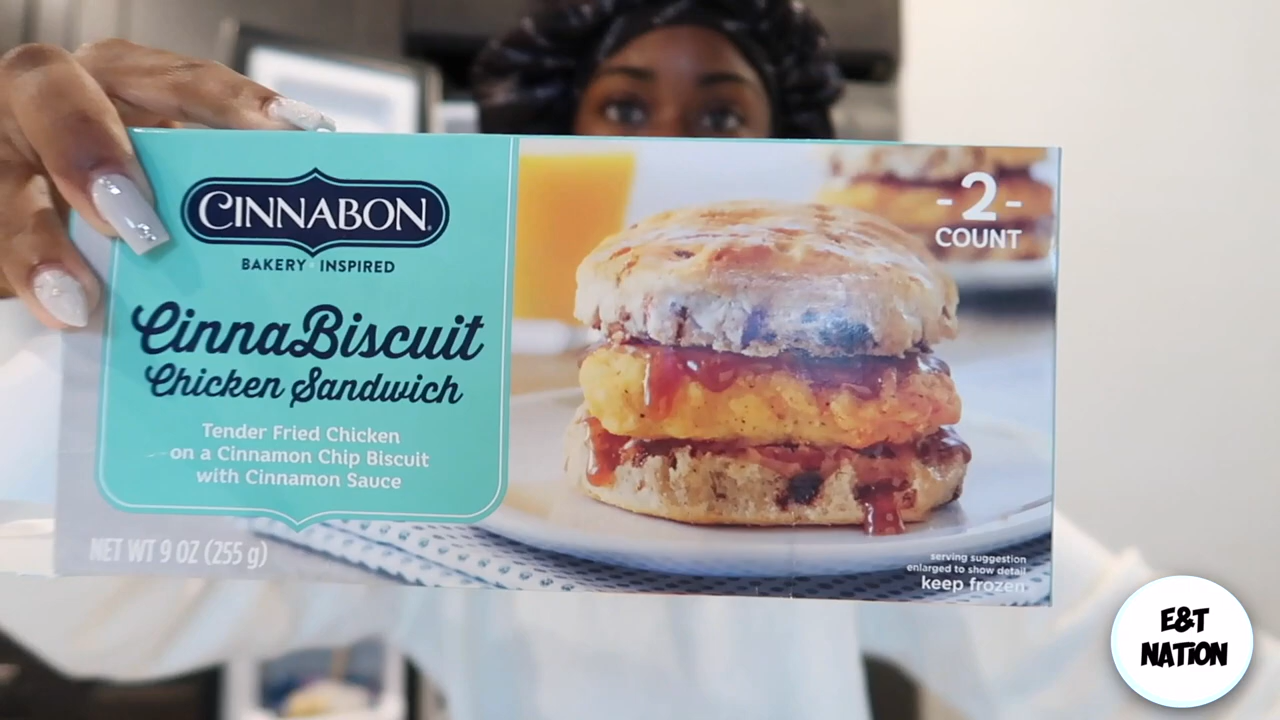 CINNABON®
BAKERY INSPIRED
CinnaBiscuit
Chicken Sandwich
Tender Fried Chicken
on a Cinnamon Chip Biscuit
with Cinnamon Sauce
NET WT 9 OZ (255 g)
- 2 -
COUNT
serving suggestion
enlarged to show detail
keep frozen
E&T
NATION